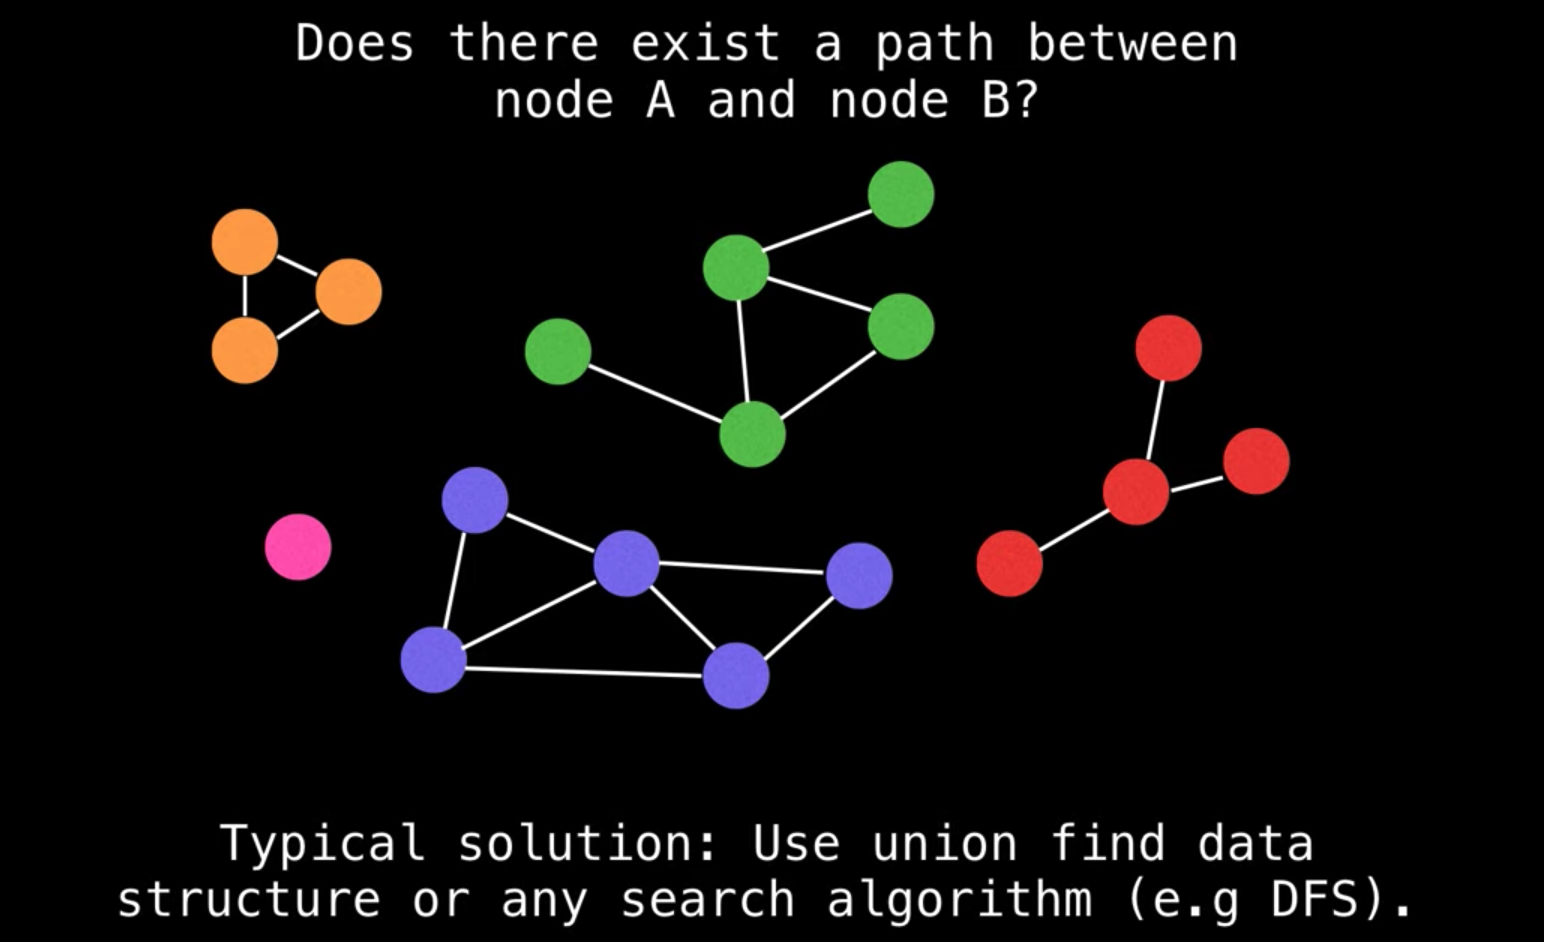 Does there exist a path between
node A and node B?
Typical solution: Use union find data
structure or any search algorithm (e.g DFS).